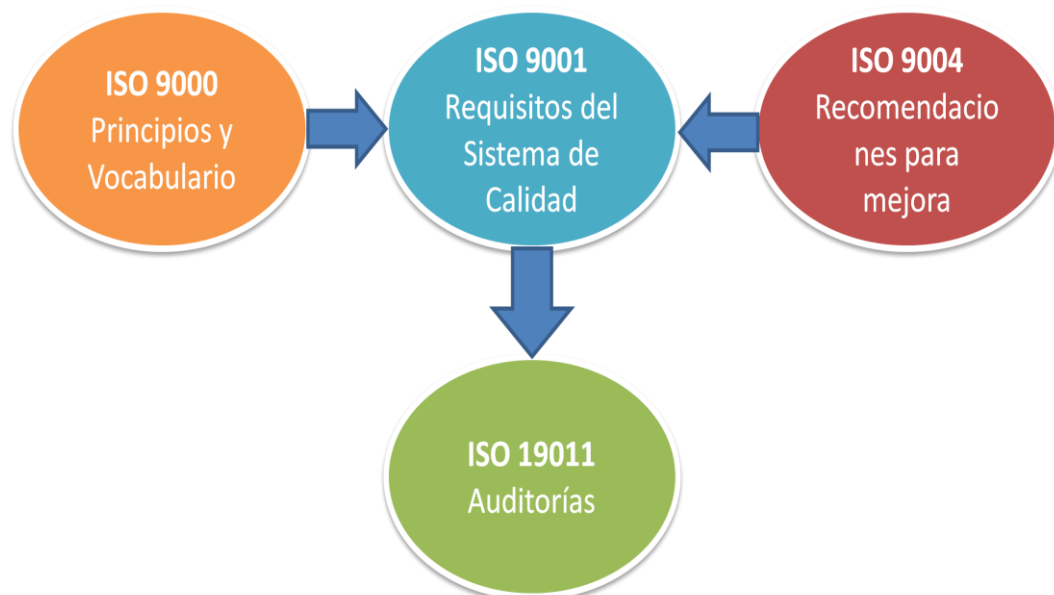 ISO 9000
Principios y
Vocabulario
ISO 9001
Requisitos del
Sistema de
Calidad
ISO 9004
Recomendacio
nes para
mejora
ISO 19011
Auditorías